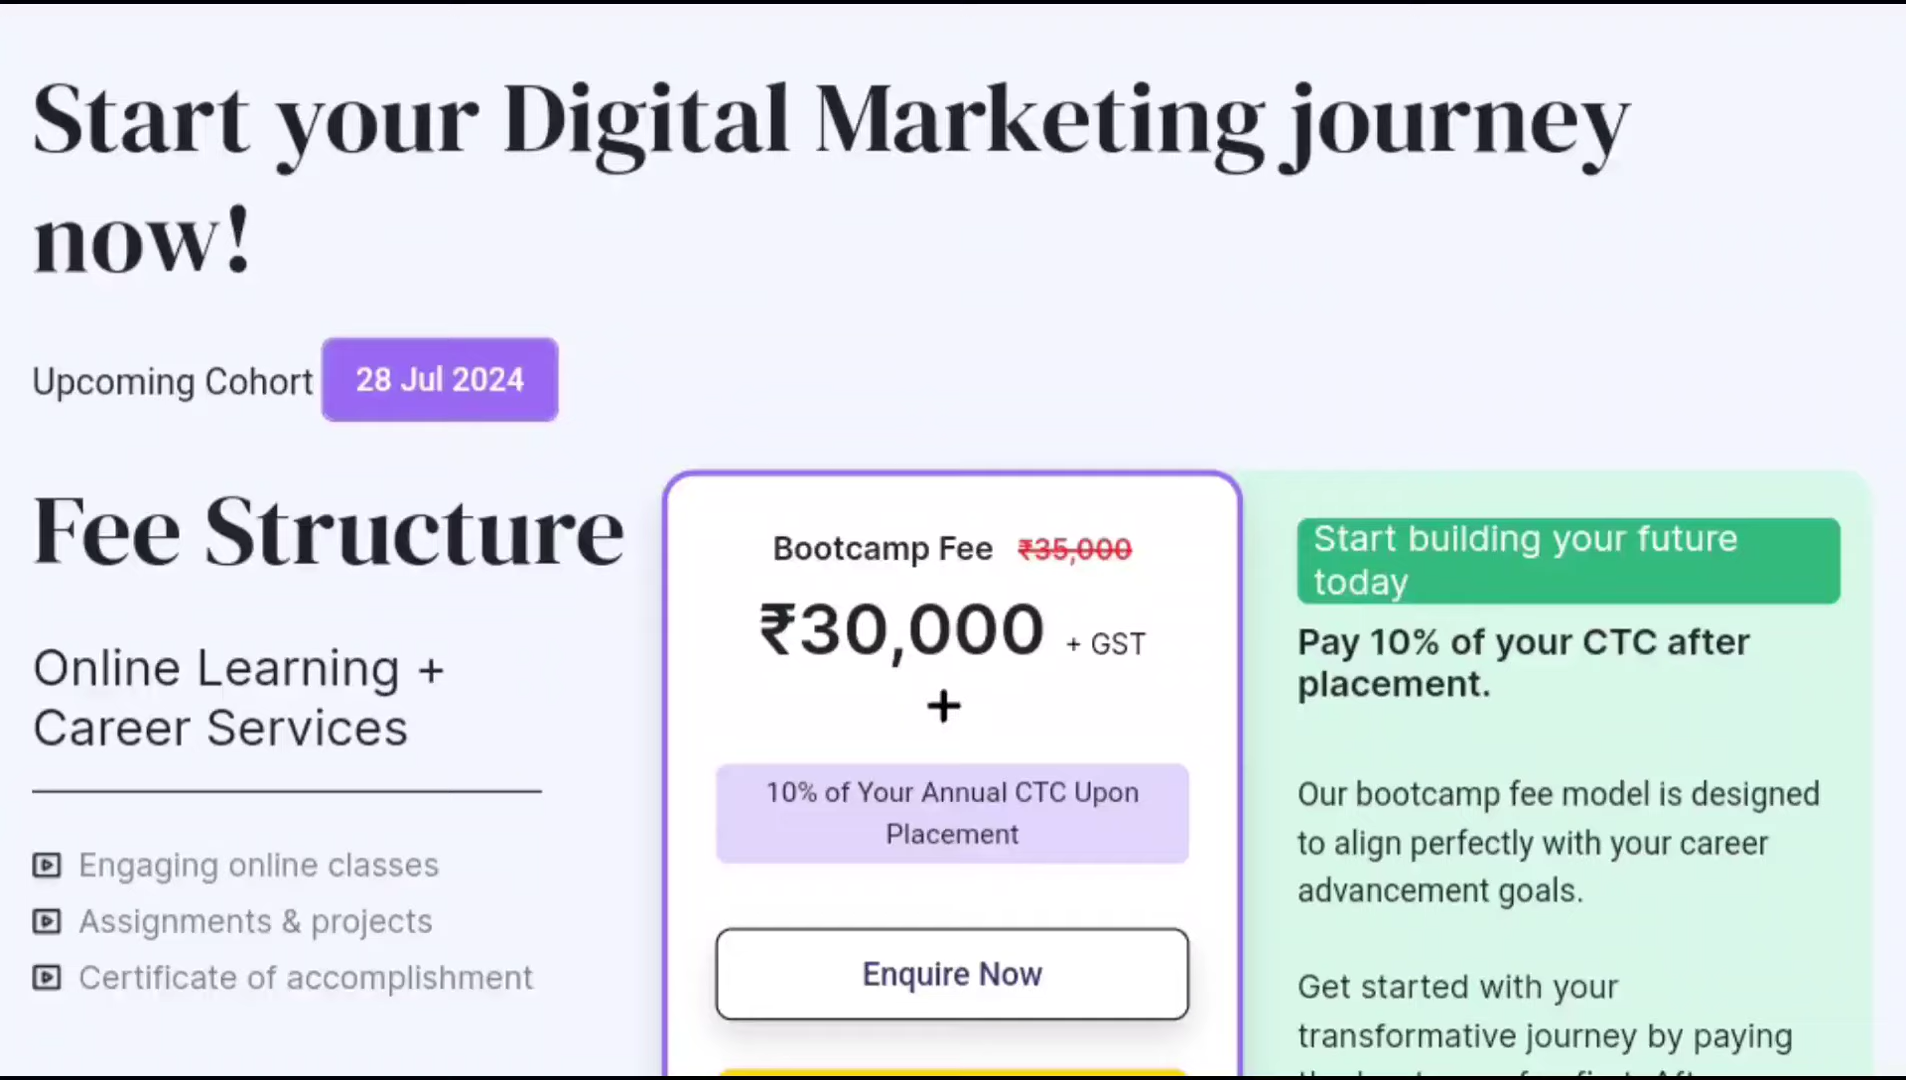 Start your Digital Marketing journey
now!
Upcoming Cohort 28 Jul 2024
Fee Structure
Online Learning +
Career Services
Engaging online classes
Assignments & projects
Certificate of accomplishment
Bootcamp Fee ₹35,000
₹30,000 + GST
+
10% of Your Annual CTC Upon
Placement
Enquire Now
Start building your future
today
Pay 10% of your CTC after
placement.
Our bootcamp fee model is designed
to align perfectly with your career
advancement goals.
Get started with your
transformative journey by paying